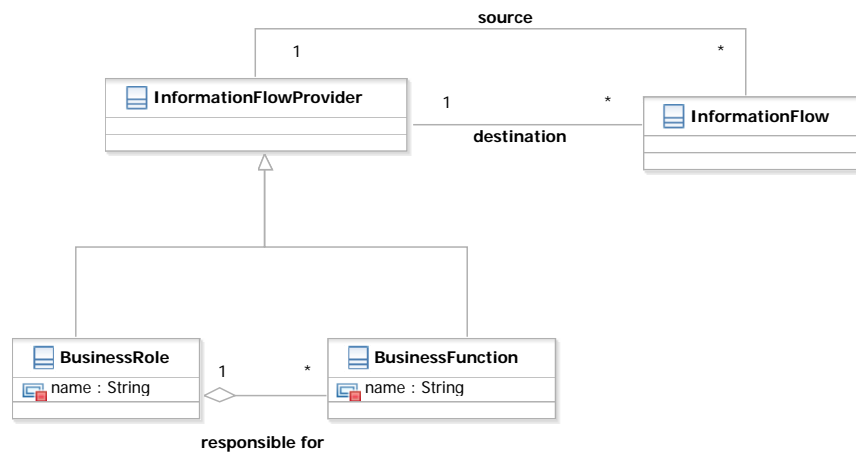 source
1 *
InformationFlowProvider
1 *
InformationFlow
destination
BusinessRole
name : String
1 *
BusinessFunction
name : String
responsible for